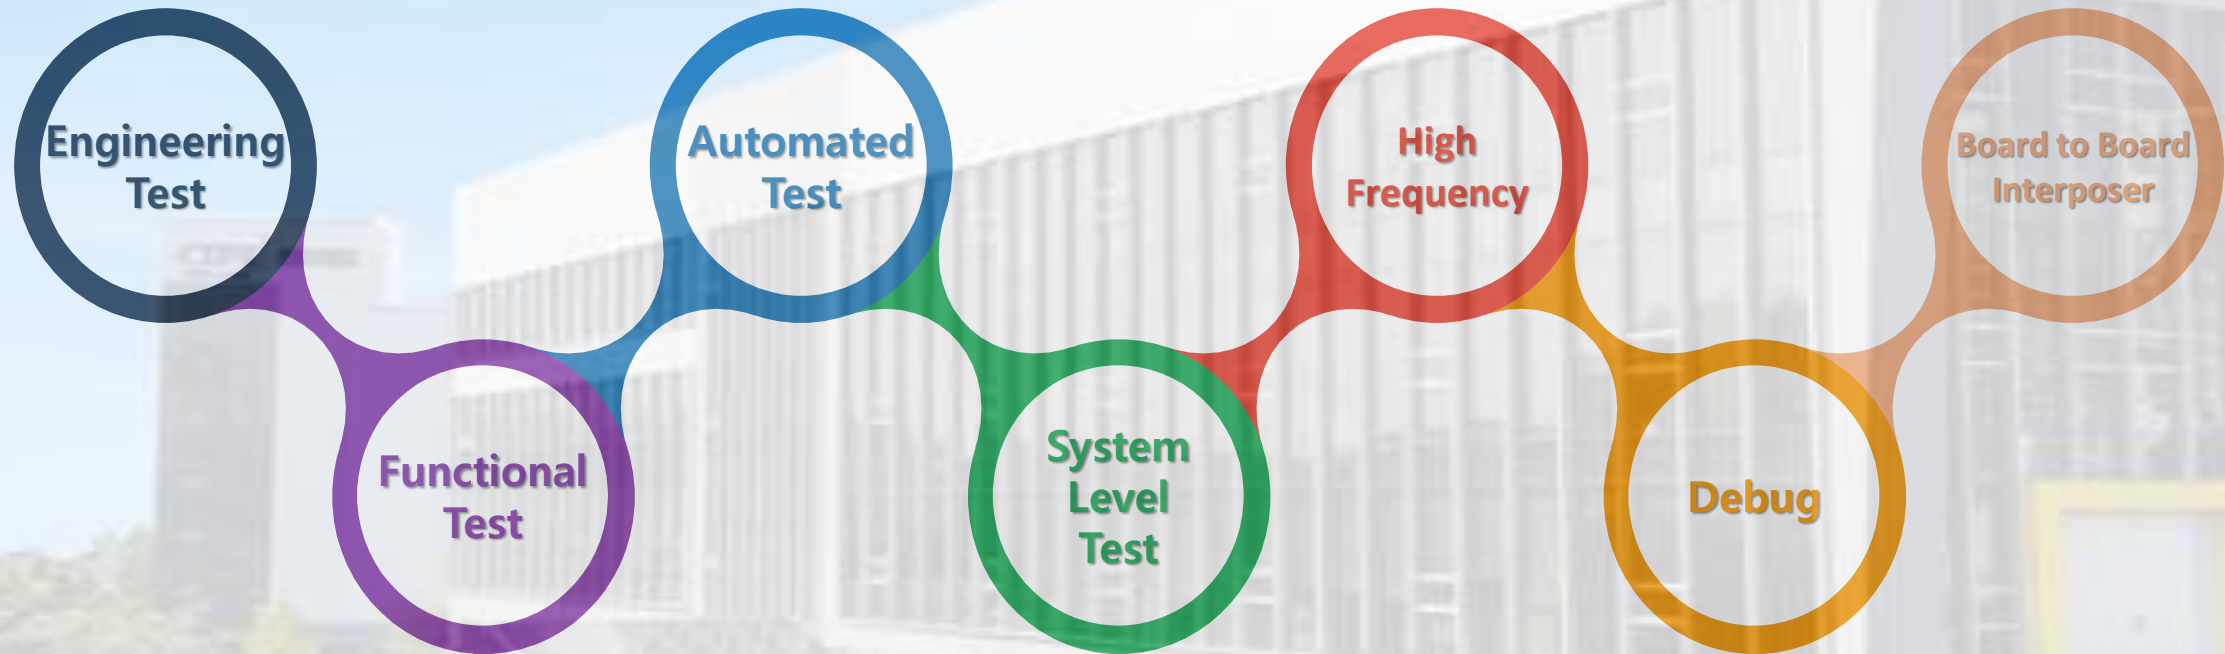 Engineering
Test
Functional
Test
Automated
Test
System
Level
Test
High
Frequency
Debug
Board to Board
Interposer